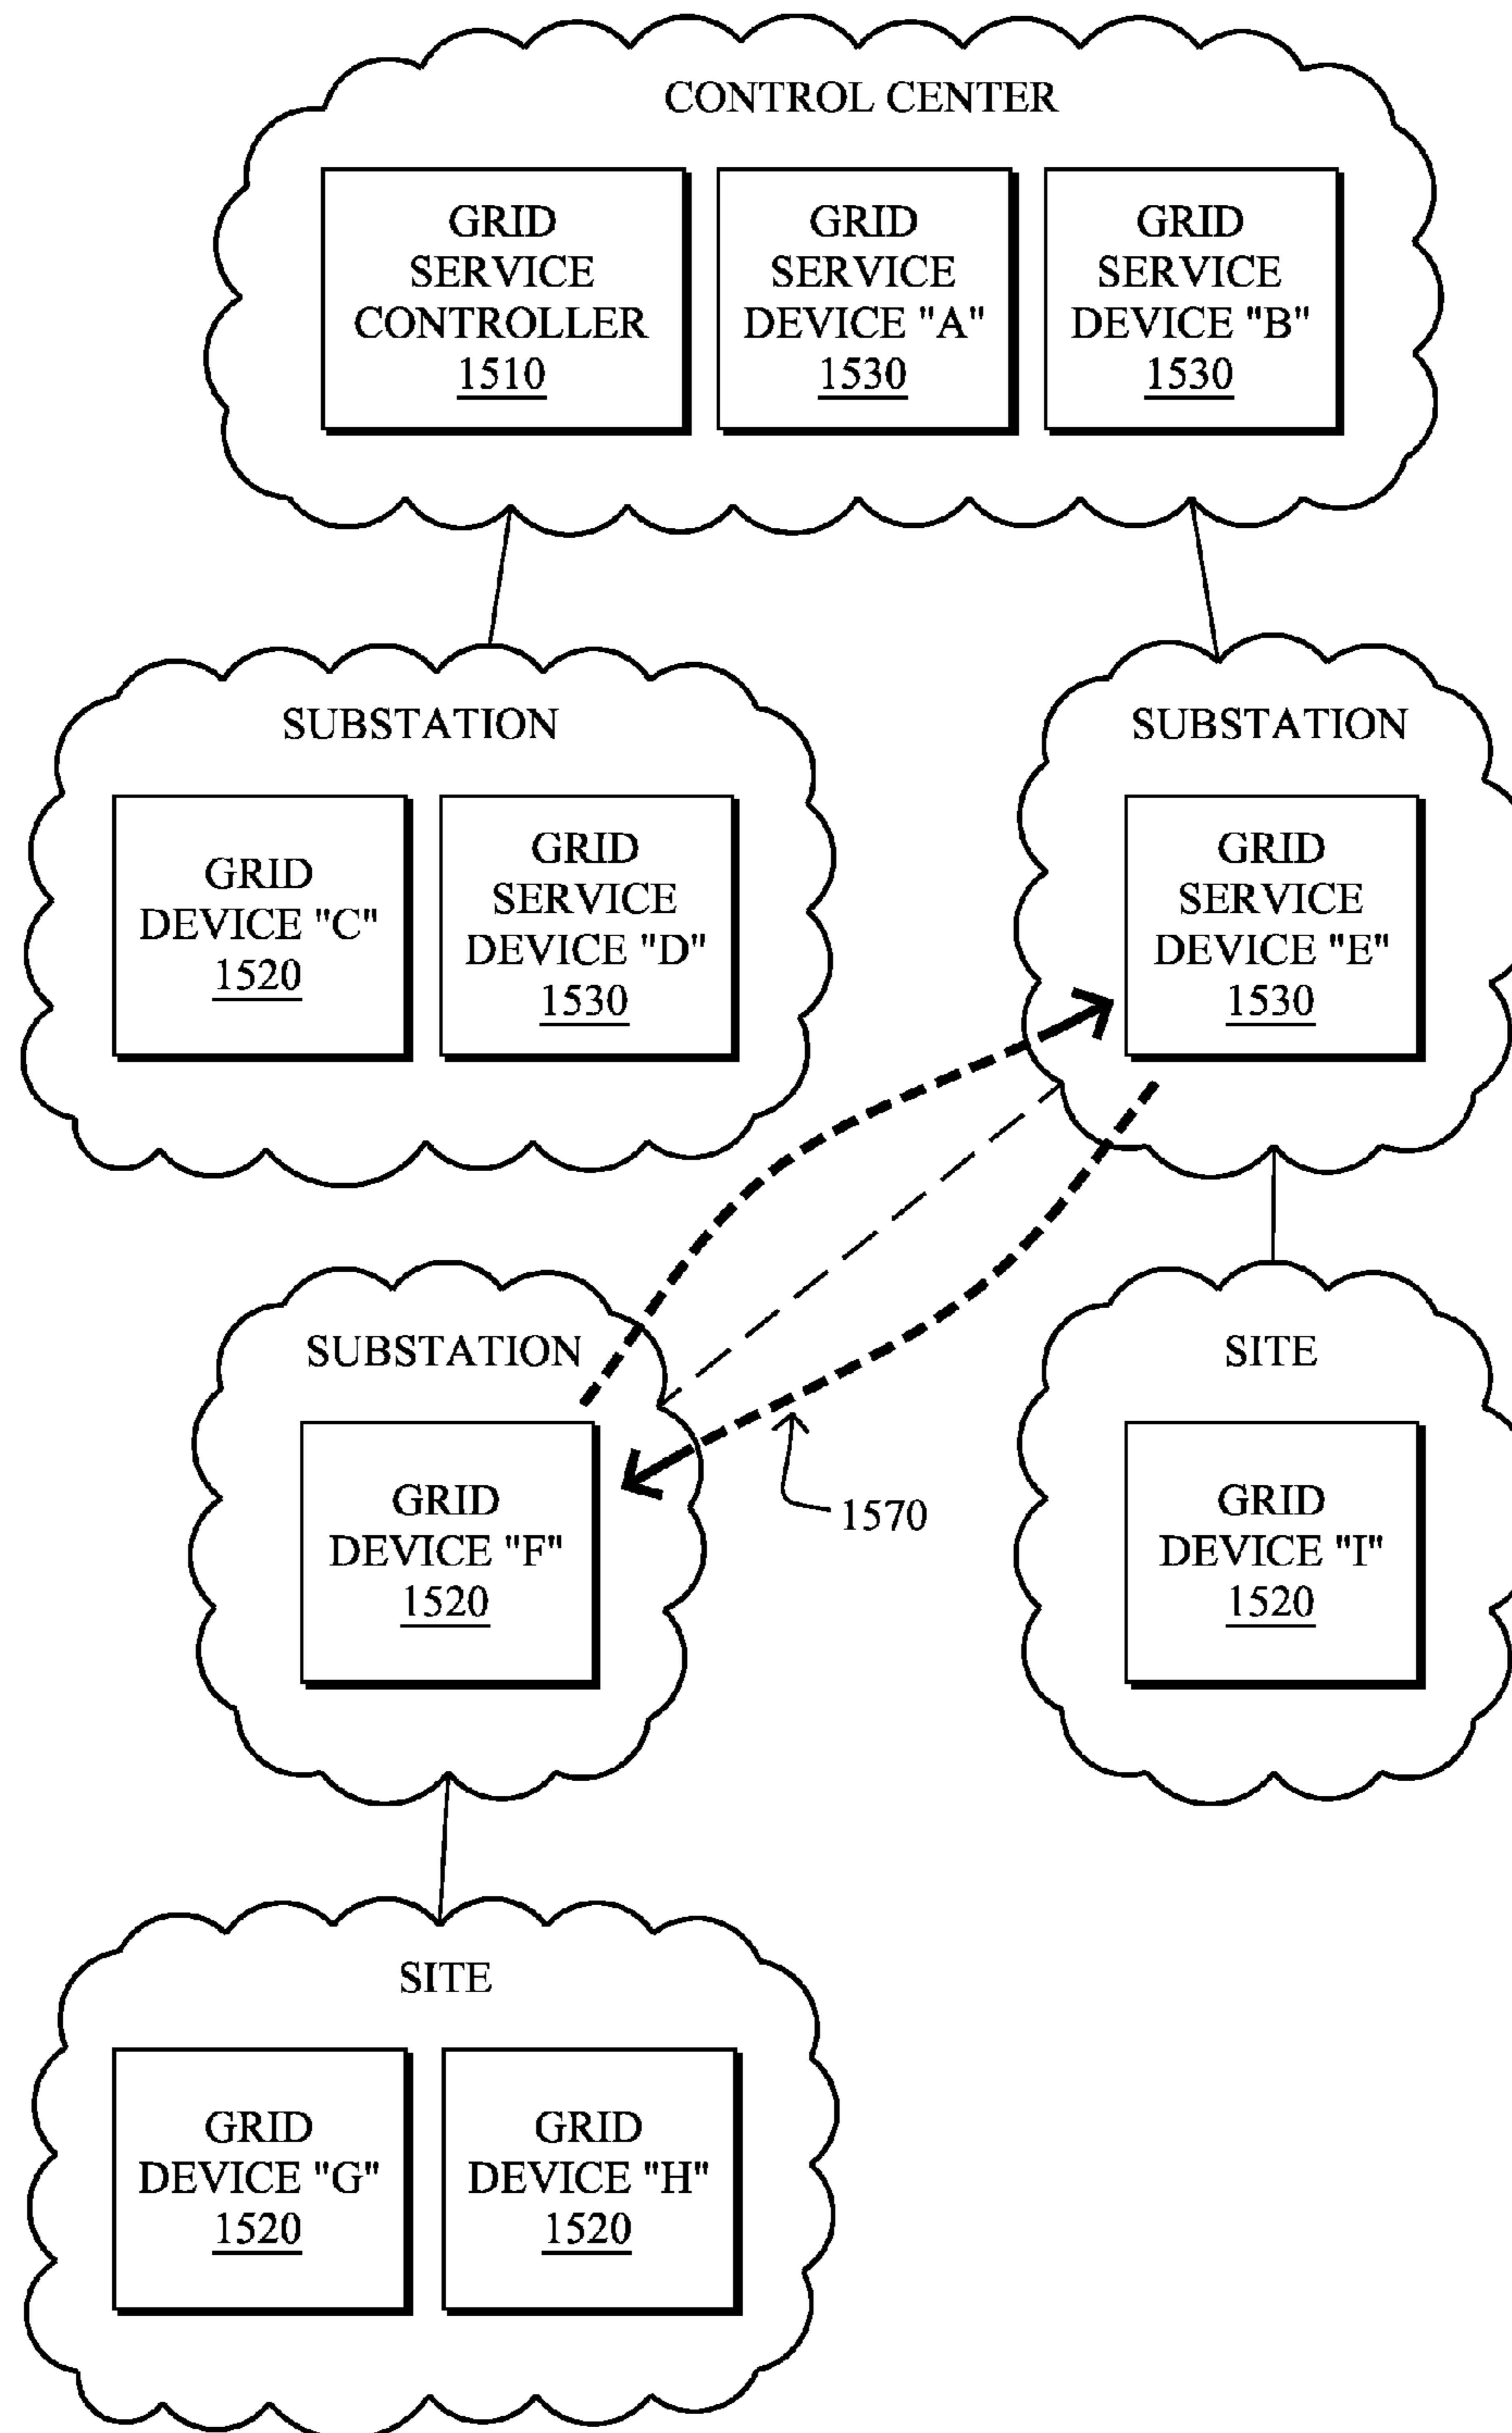 CONTROL CENTER
GRID
SERVICE
CONTROLLER
1510
GRID
SERVICE
DEVICE "A"
1530
GRID
SERVICE
DEVICE "B"
1530
SUBSTATION
GRID
DEVICE "C"
1520
GRID
SERVICE
DEVICE "D"
1530
SUBSTATION
GRID
SERVICE
DEVICE "E"
1530
SUBSTATION
GRID
DEVICE "F"
1520
1570
SITE
GRID
DEVICE "I"
1520
SITE
GRID
DEVICE "G"
1520
GRID
DEVICE "H"
1520